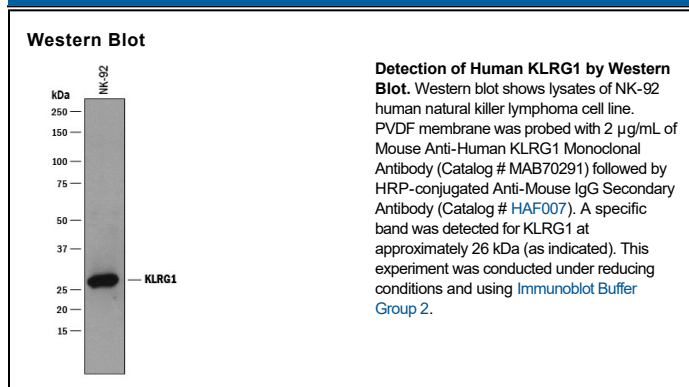 Western Blot
NK-92
kDa
250
150
100
75
50
37
25
20
15
KLRG1
Detection of Human KLRG1 by Western
Blot. Western blot shows lysates of NK-92
human natural killer lymphoma cell line.
PVDF membrane was probed with 2 µg/mL of
Mouse Anti-Human KLRG1 Monoclonal
Antibody (Catalog # MAB70291) followed by
HRP-conjugated Anti-Mouse IgG Secondary
Antibody (Catalog # HAF007). A specific
band was detected for KLRG1 at
approximately 26 kDa (as indicated). This
experiment was conducted under reducing
conditions and using Immunoblot Buffer
Group 2.